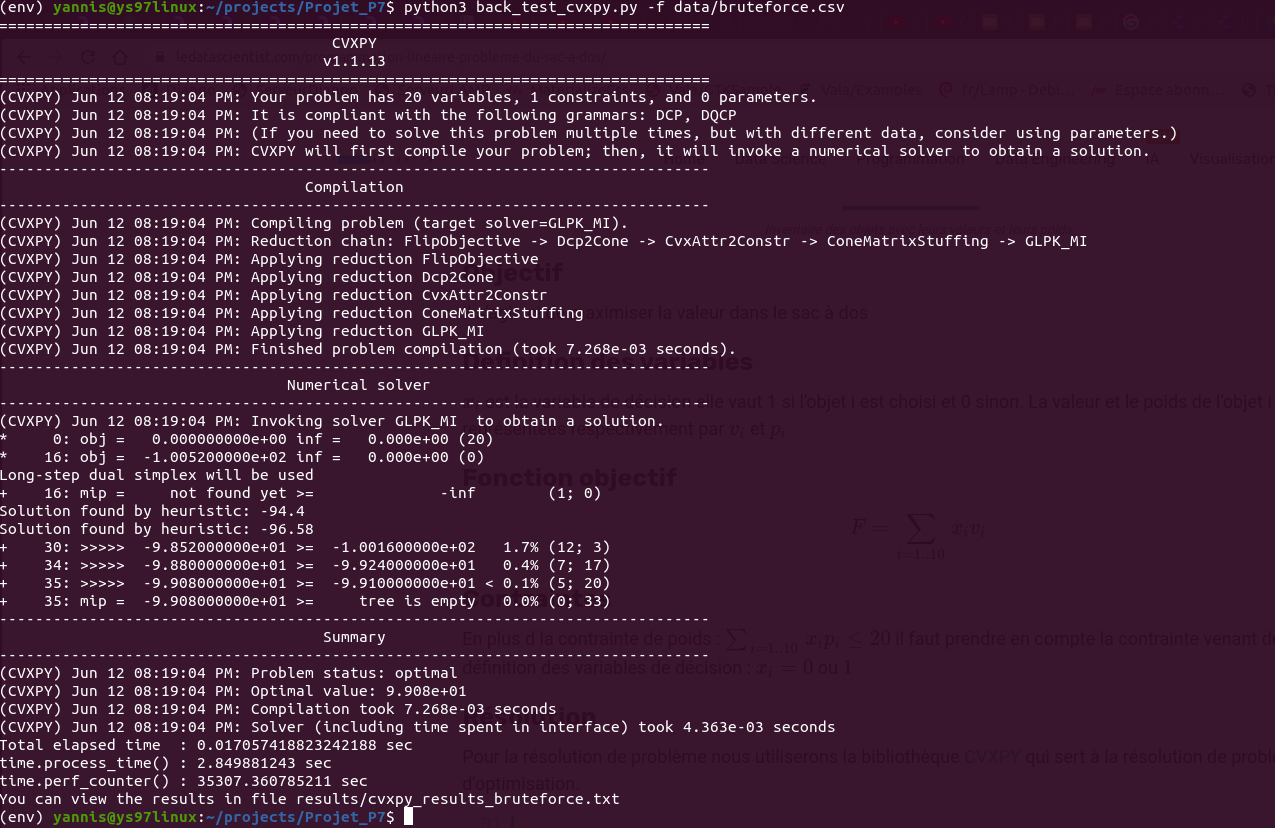 (env) yannis@ys97linux:~/projects/Projet_P7$ python3 back_test_cvxpy.py -f data/bruteforce.csv
===============================================================================
CVXPY
v1.1.13
===============================================================================
(CVXPY) Jun 12 08:19:04 PM: Your problem has 20 variables, 1 constraints, and 0 parameters.
(CVXPY) Jun 12 08:19:04 PM: It is compliant with the following grammars: DCP, DQCP
(CVXPY) Jun 12 08:19:04 PM: (If you need to solve this problem multiple times, but with different data, consider using parameters.)
(CVXPY) Jun 12 08:19:04 PM: CVXPY will first compile your problem; then, it will invoke a numerical solver to obtain a solution.
-------------------------------------------------------------------------------
Compilation
-------------------------------------------------------------------------------
(CVXPY) Jun 12 08:19:04 PM: Compiling problem (target solver=GLPK_MI).
(CVXPY) Jun 12 08:19:04 PM: Reduction chain: FlipObjective -> Dcp2Cone -> CvxAttr2Constr -> ConeMatrixStuffing -> GLPK_MI
(CVXPY) Jun 12 08:19:04 PM: Applying reduction FlipObjective
(CVXPY) Jun 12 08:19:04 PM: Applying reduction Dcp2Cone
(CVXPY) Jun 12 08:19:04 PM: Applying reduction CvxAttr2Constr
(CVXPY) Jun 12 08:19:04 PM: Applying reduction ConeMatrixStuffing
(CVXPY) Jun 12 08:19:04 PM: Applying reduction GLPK_MI
(CVXPY) Jun 12 08:19:04 PM: Finished problem compilation (took 7.268e-03 seconds).
-------------------------------------------------------------------------------
Numerical solver
-------------------------------------------------------------------------------
(CVXPY) Jun 12 08:19:04 PM: Invoking solver GLPK_MI  to obtain a solution.
*     0: obj =   0.000000000e+00 inf =   0.000e+00 (20)
*    16: obj =  -1.005200000e+02 inf =   0.000e+00 (0)
Long-step dual simplex will be used
+    16: mip =     not found yet >=              -inf        (1; 0)
Solution found by heuristic: -94.4
Solution found by heuristic: -96.58
+    30: >>>>>  -9.852000000e+01 >=  -1.001600000e+02   1.7% (12; 3)
+    34: >>>>>  -9.880000000e+01 >=  -9.924000000e+01   0.4% (7; 17)
+    35: >>>>>  -9.908000000e+01 >=  -9.910000000e+01 < 0.1% (5; 20)
+    35: mip =  -9.908000000e+01 >=     tree is empty   0.0% (0; 33)
-------------------------------------------------------------------------------
Summary
-------------------------------------------------------------------------------
(CVXPY) Jun 12 08:19:04 PM: Problem status: optimal
(CVXPY) Jun 12 08:19:04 PM: Optimal value: 9.908e+01
(CVXPY) Jun 12 08:19:04 PM: Compilation took 7.268e-03 seconds
(CVXPY) Jun 12 08:19:04 PM: Solver (including time spent in interface) took 4.363e-03 seconds
Total elapsed time  : 0.017057418823242188 sec
time.process_time() : 2.849881243 sec
time.perf_counter() : 35307.360785211 sec
You can view the results in file results/cvxpy_results_bruteforce.txt
(env) yannis@ys97linux:~/projects/Projet_P7$